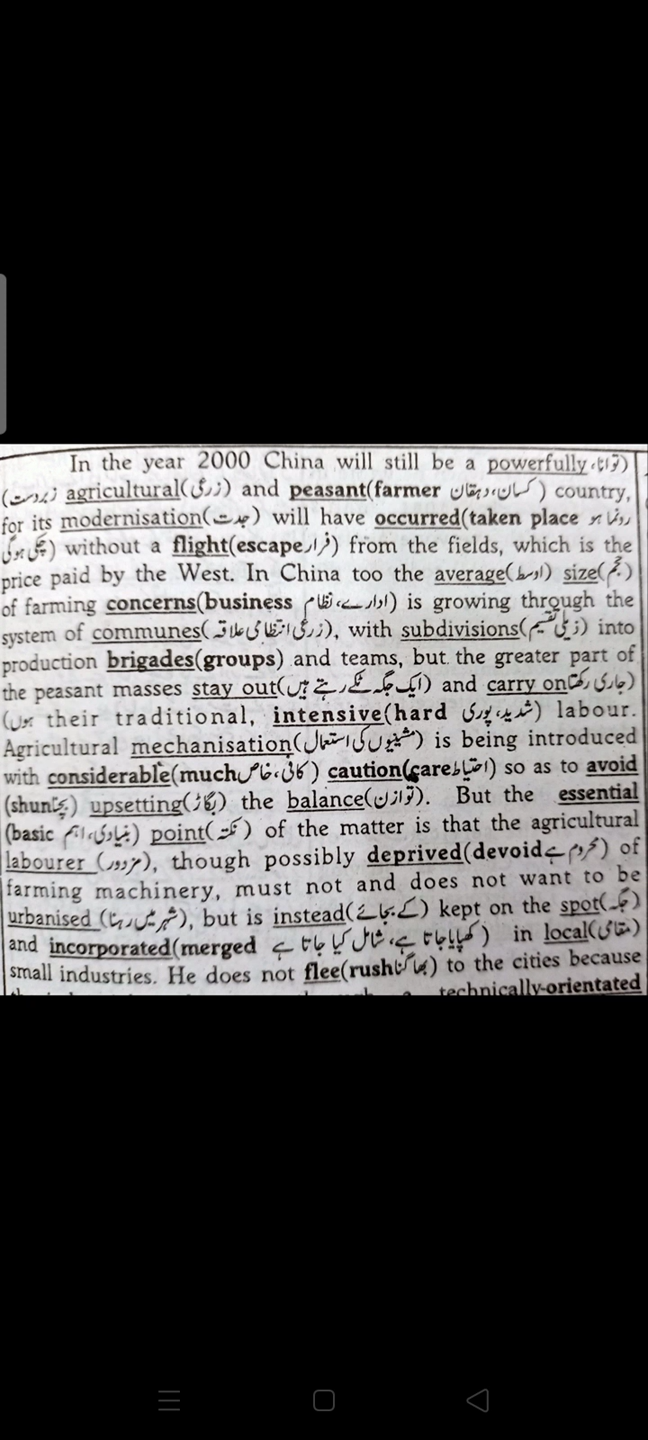 In the year 2000 China will still be a powerfully (توانا،
زبردست) agricultural(زرعی) and peasant(farmer کسان، دہقان) country,
for its modernisation(جدت) will have occurred(taken place رونما ہو
چکی ہوگی) without a flight(escape فرار) from the fields, which is the
price paid by the West. In China too the average(اوسط) size(حجم)
of farming concerns(business ادارے، نظام) is growing through the
system of communes(زرعی انتظامی علاقہ), with subdivisions(ذیلی تقسیم) into
production brigades(groups) and teams, but the greater part of
the peasant masses stay out(ایک جگہ ٹکے رہتے ہیں) and carry on(جاری رکھتا
ہوں) their traditional, intensive(hard شدید، پوری) labour.
Agricultural mechanisation(مشینوں کی استعمال) is being introduced
with considerable(much کافی، خاص) caution(care احتیاط) so as to avoid
(shun بچنا) upsetting(بگاڑ) the balance(توازن). But the essential
(basic بنیادی، اہم) point(نکتہ) of the matter is that the agricultural
labourer (مزدور), though possibly deprived(devoid محروم ہے) of
farming machinery, must not and does not want to be
urbanised (شہر میں رہنا), but is instead(کے بجائے) kept on the spot(جگہ)
and incorporated(merged کھپایا جاتا ہے، شامل کیا جاتا ہے) in local(مقامی)
small industries. He does not flee(rush بھاگنا) to the cities because
technically-orientated